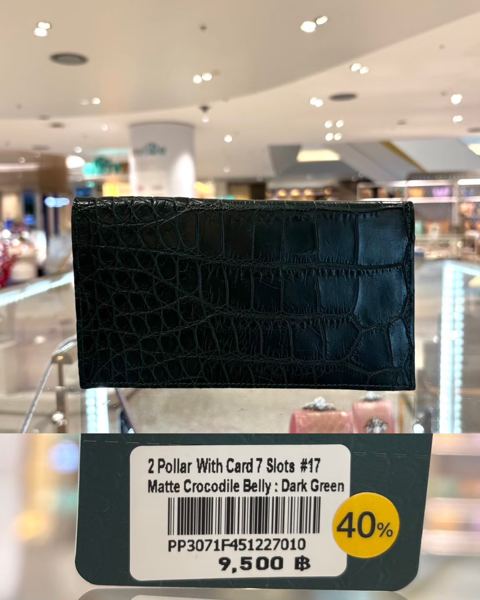 2 Pollar With Card 7 Slots #17
Matte Crocodile Belly : Dark Green
PP3071F451227010
9,500 ฿
40%